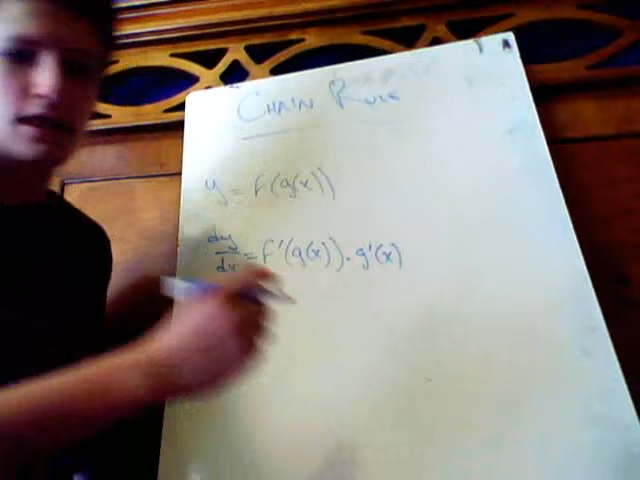 CHAIN RULE
y = f(g(x))
dy/dx = f'(g(x)) · g'(x)